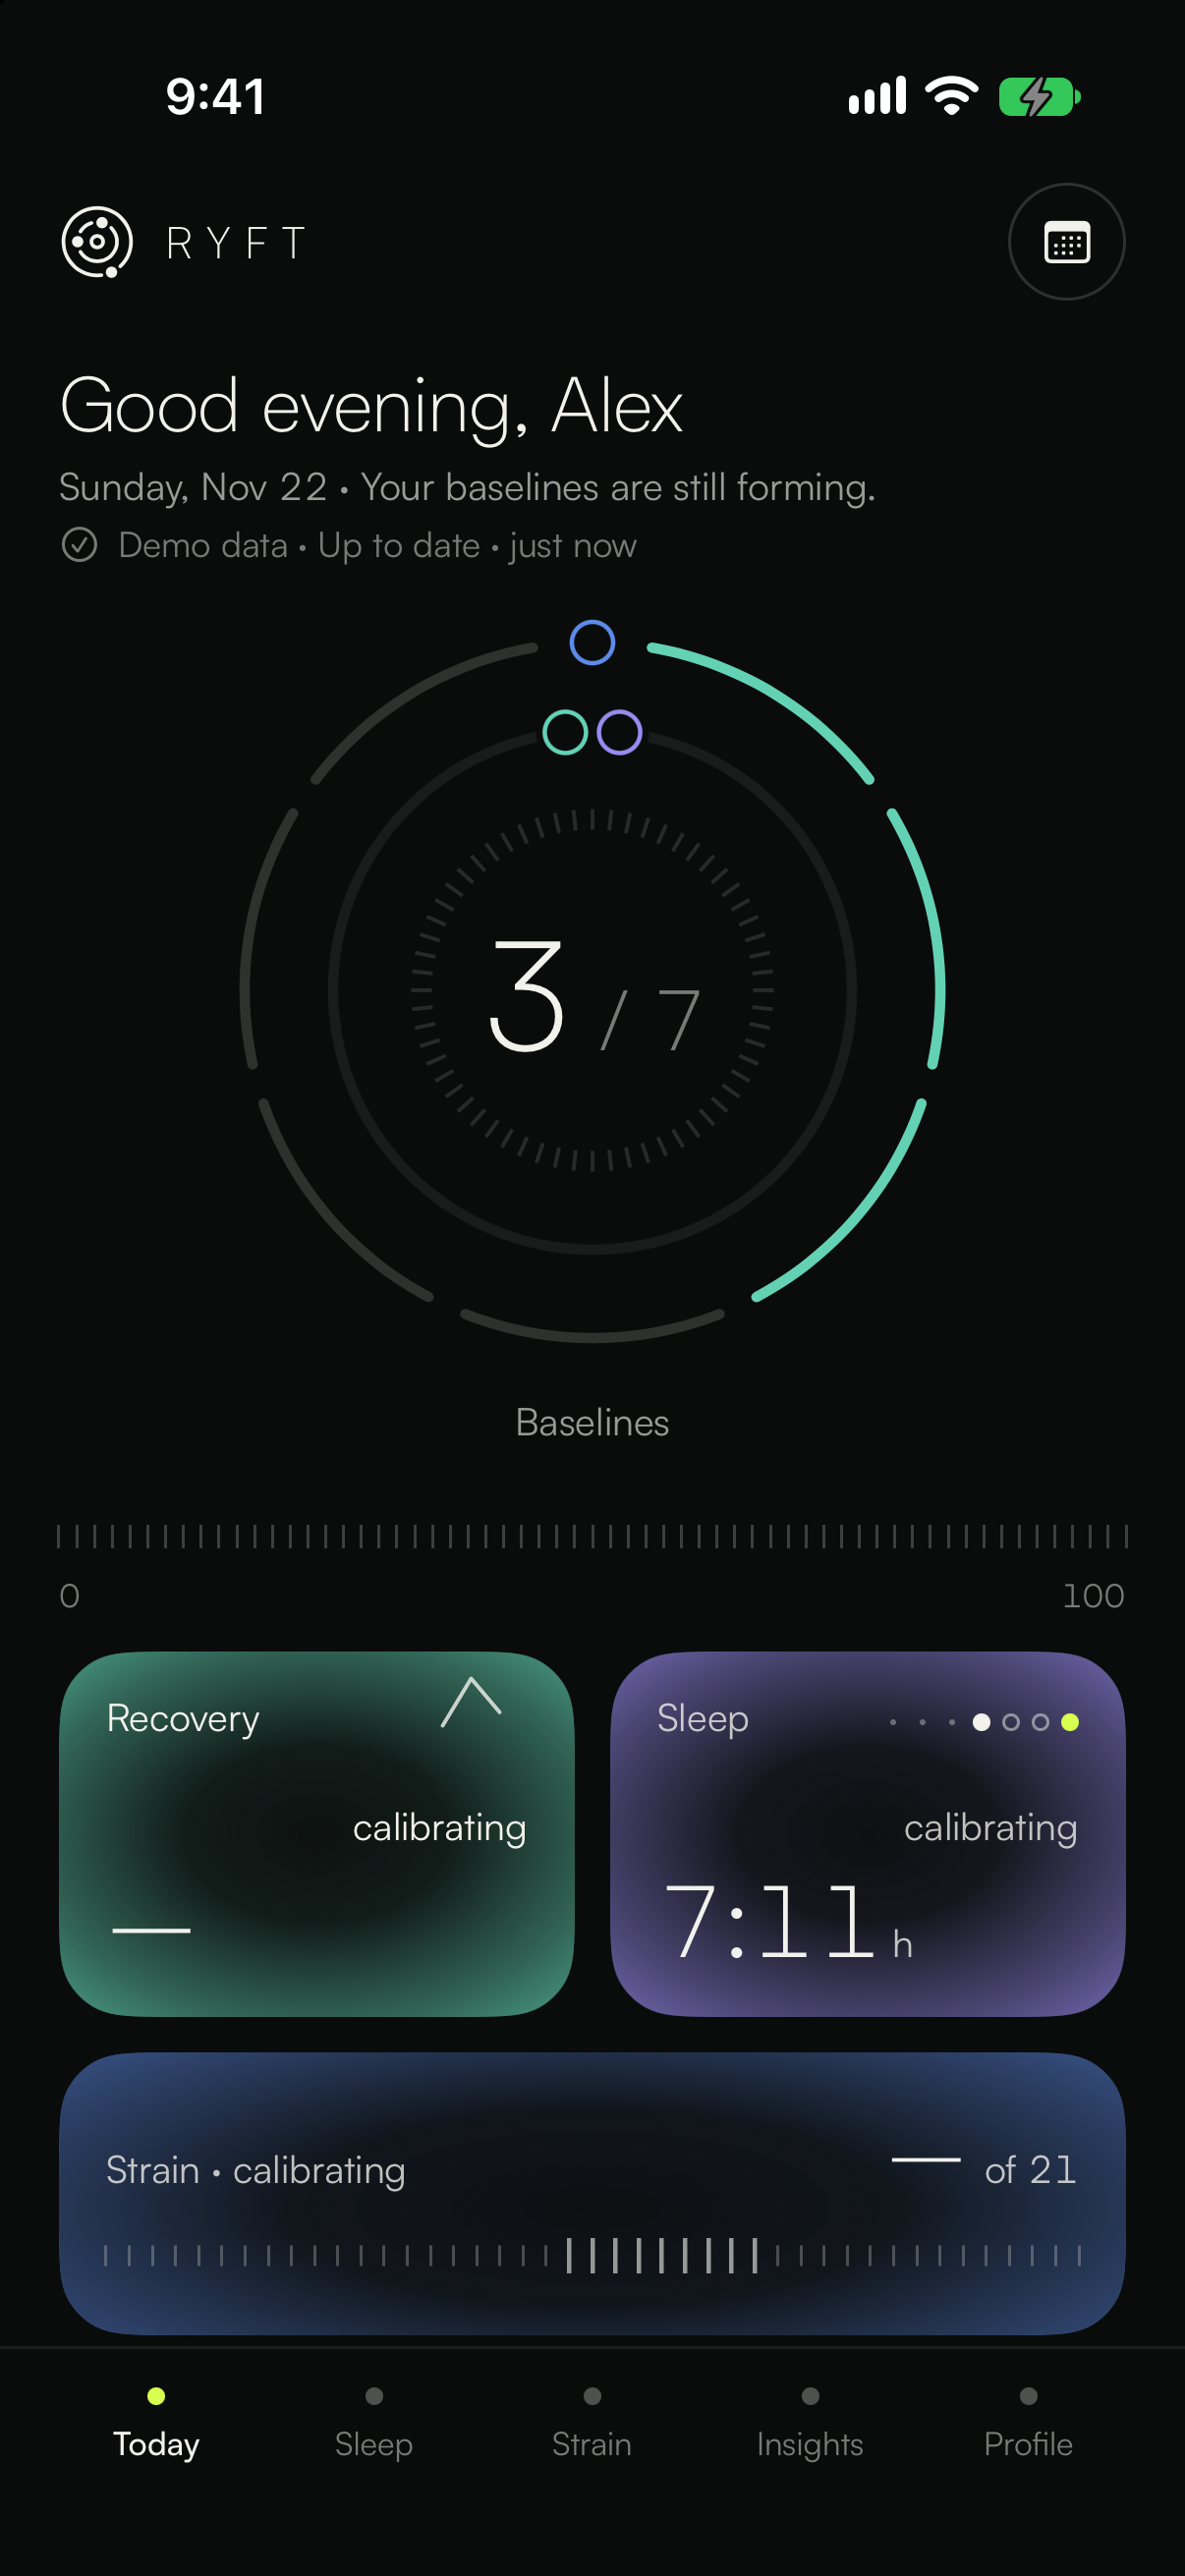 9:41
RYFT
Good evening, Alex
Sunday, Nov 22 · Your baselines are still forming.
Demo data · Up to date · just now
3 / 7
Baselines
0 100
Recovery
calibrating
—
Sleep
calibrating
7:11 h
Strain · calibrating — of 21
Today Sleep Strain Insights Profile